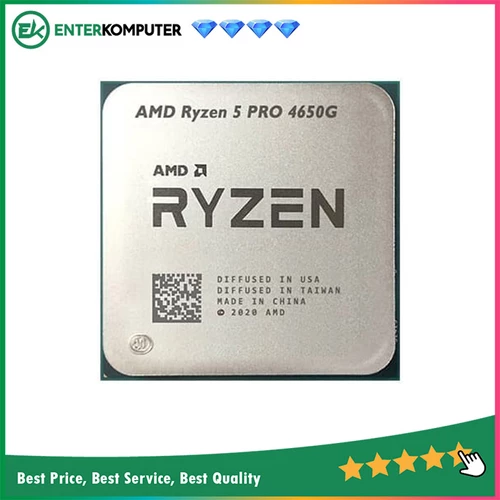 EK ENTERKOMPUTER
AMD Ryzen 5 PRO 4650G
AMD
RYZEN
DIFFUSED IN USA
DIFFUSED IN TAIWAN
MADE IN CHINA
© 2020 AMD
Best Price, Best Service, Best Quality